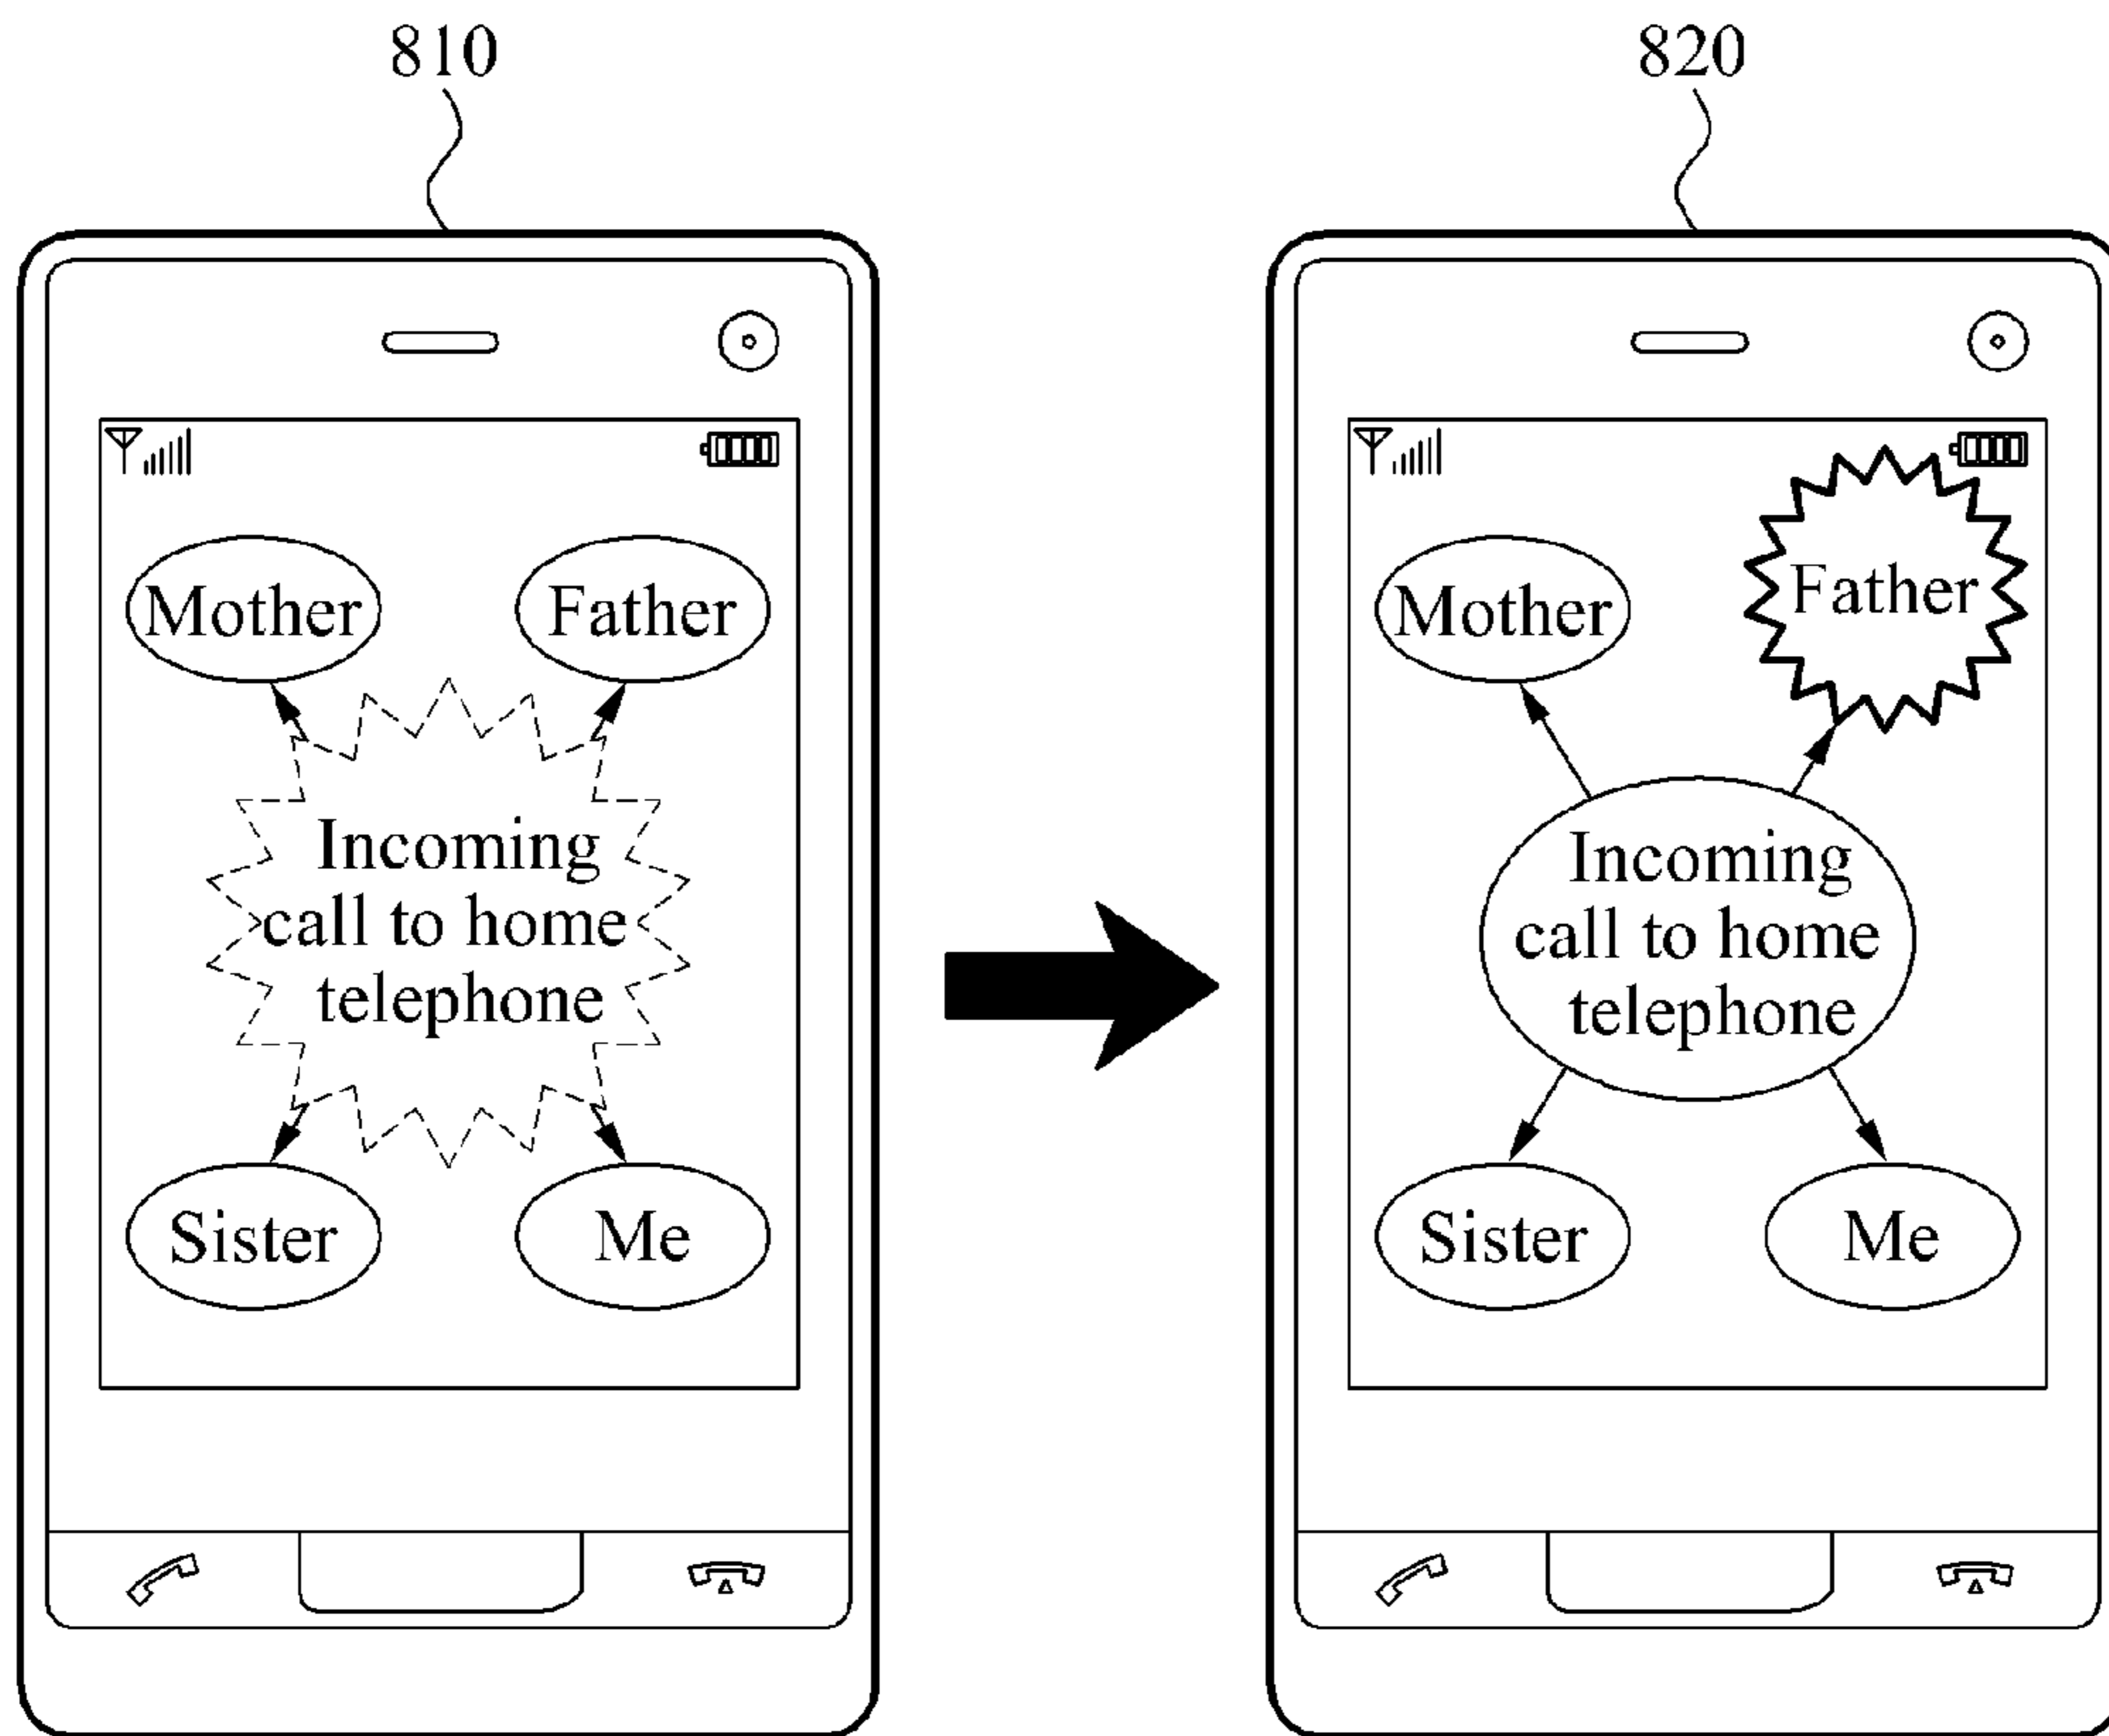 810
820
Mother
Father
Incoming
call to home
telephone
Sister
Me
Mother
Father
Incoming
call to home
telephone
Sister
Me